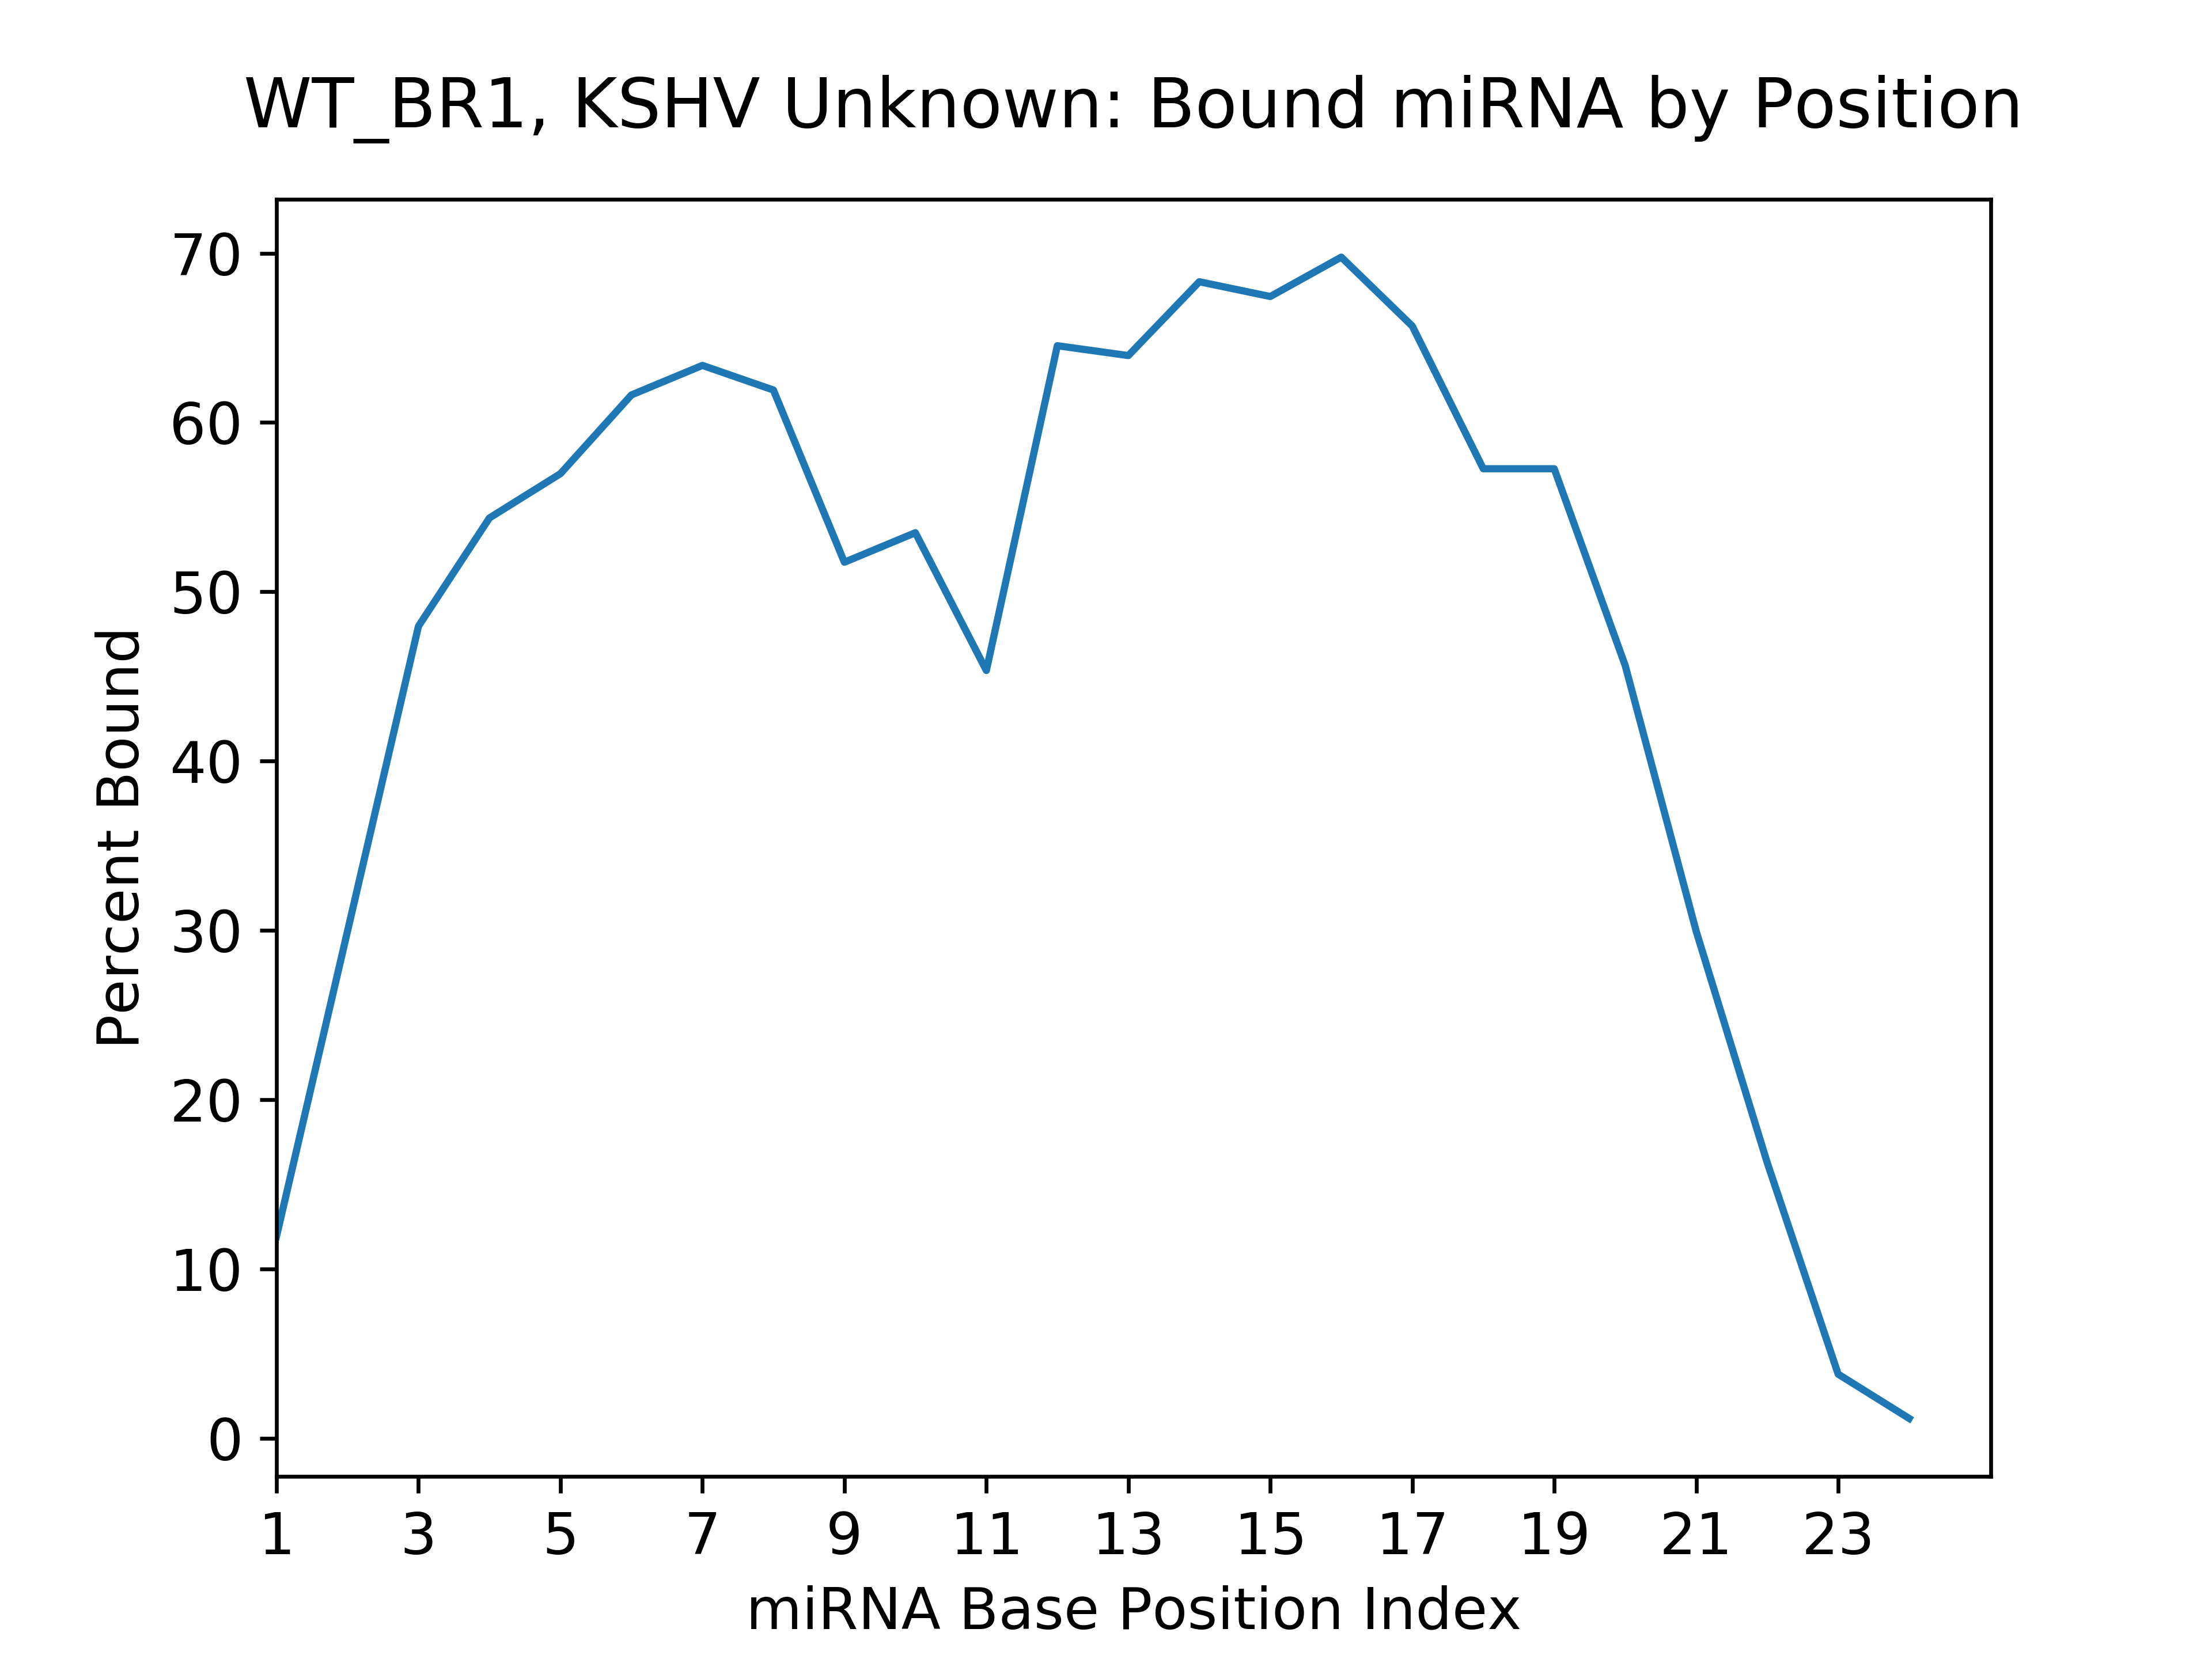 WT_BR1, KSHV Unknown: Bound miRNA by Position
70
60
50
40
30
20
10
0
Percent Bound
1 3 5 7 9 11 13 15 17 19 21 23
miRNA Base Position Index